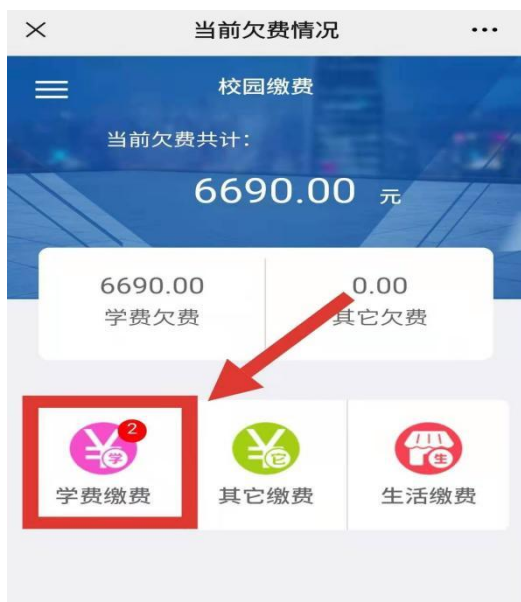 当前欠费情况
校园缴费
当前欠费共计:
6690.00 元
6690.00
0.00
学费欠费
其它欠费
2
学
它
生
学费缴费
其它缴费
生活缴费